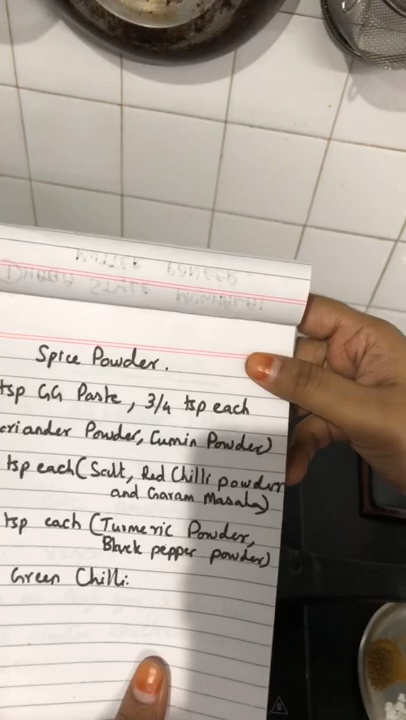 Spice Powder.
tsp GG Paste, 3/4 tsp each
oriander Powder, Cumin Powder)
tsp each (Salt, Red Chilli powder
and Garam Masala)
tsp each (Turmeric Powder,
Black pepper powder)
Green Chilli